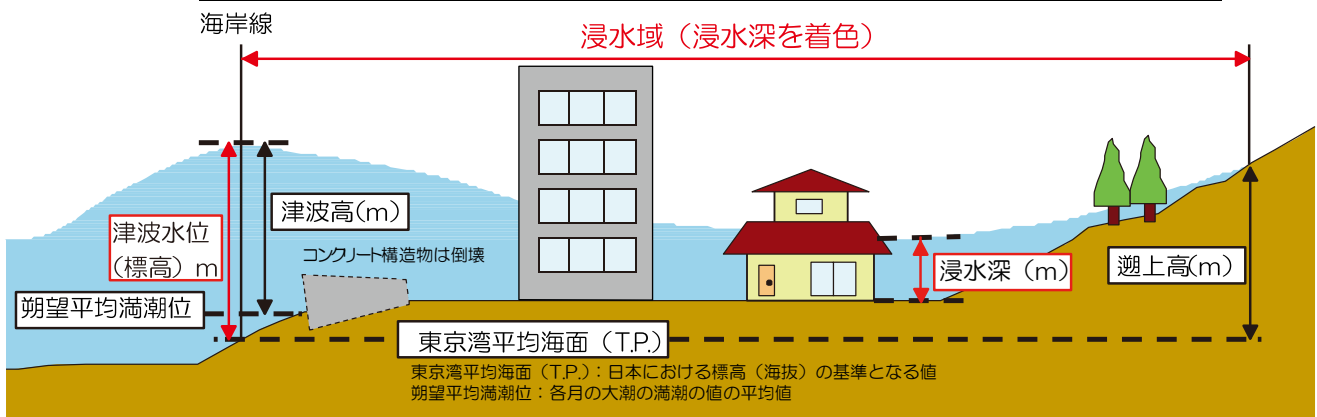 海岸線
浸水域（浸水深を着色）
津波高(m)
津波水位
（標高）m
コンクリート構造物は倒壊
浸水深（m）
遡上高(m)
朔望平均満潮位
東京湾平均海面（T.P.）
東京湾平均海面（T.P.）：日本における標高（海抜）の基準となる値
朔望平均満潮位：各月の大潮の満潮の値の平均値